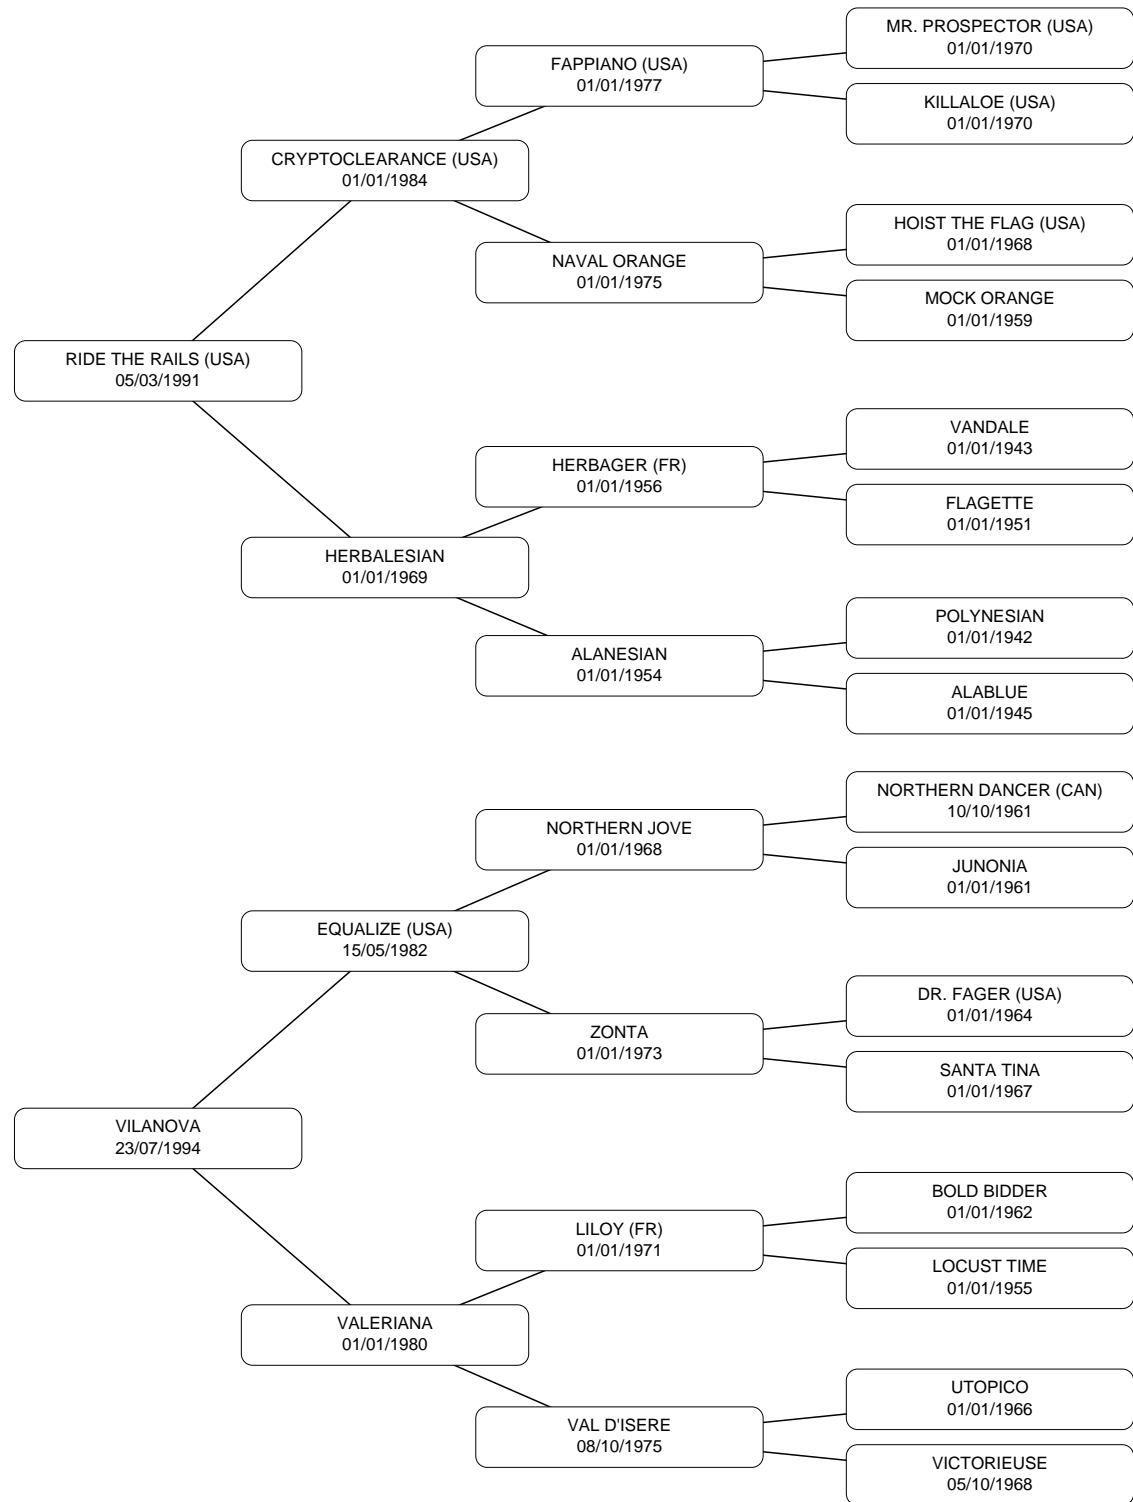 MR. PROSPECTOR (USA)
01/01/1970
FAPPIANO (USA)
01/01/1977
KILLALOE (USA)
01/01/1970
CRYPTOCLEARANCE (USA)
01/01/1984
HOIST THE FLAG (USA)
01/01/1968
NAVAL ORANGE
01/01/1975
MOCK ORANGE
01/01/1959
RIDE THE RAILS (USA)
05/03/1991
VANDALE
01/01/1943
HERBAGER (FR)
01/01/1956
FLAGETTE
01/01/1951
HERBALESIAN
01/01/1969
POLYNESIAN
01/01/1942
ALANESIAN
01/01/1954
ALABLUE
01/01/1945
NORTHERN DANCER (CAN)
10/10/1961
NORTHERN JOVE
01/01/1968
JUNONIA
01/01/1961
EQUALIZE (USA)
15/05/1982
DR. FAGER (USA)
01/01/1964
ZONTA
01/01/1973
SANTA TINA
01/01/1967
VILANOVA
23/07/1994
BOLD BIDDER
01/01/1962
LILOY (FR)
01/01/1971
LOCUST TIME
01/01/1955
VALERIANA
01/01/1980
UTOPICO
01/01/1966
VAL D'ISERE
08/10/1975
VICTORIEUSE
05/10/1968